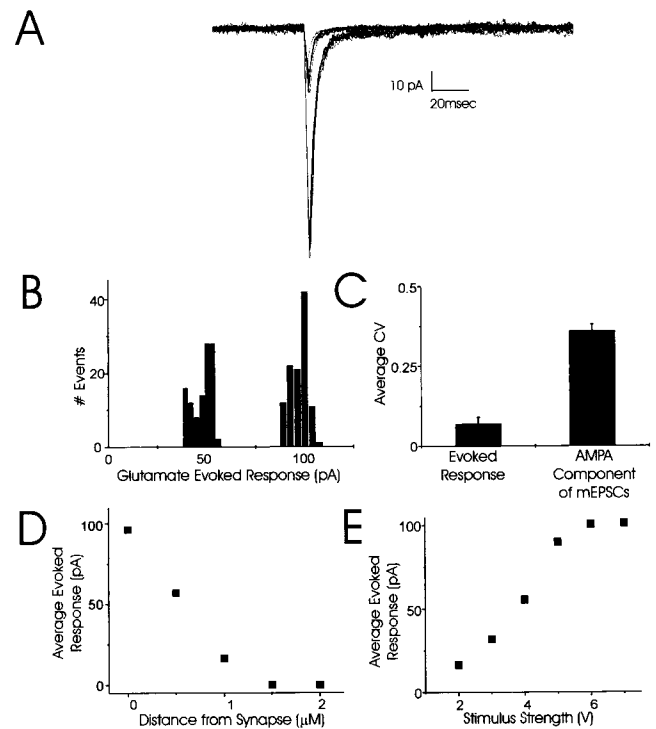 A
10 pA
20msec
B
# Events
40
20
0
0
50
100
Glutamate Evoked Response (pA)
C
Average CV
0.5
0.25
0
Evoked
Response
AMPA
Component
of mEPSCs
D
Average Evoked
Response (pA)
100
50
0
0
1
2
Distance from Synapse (μM)
E
Average Evoked
Response (pA)
100
50
0
2
4
6
Stimulus Strength (V)